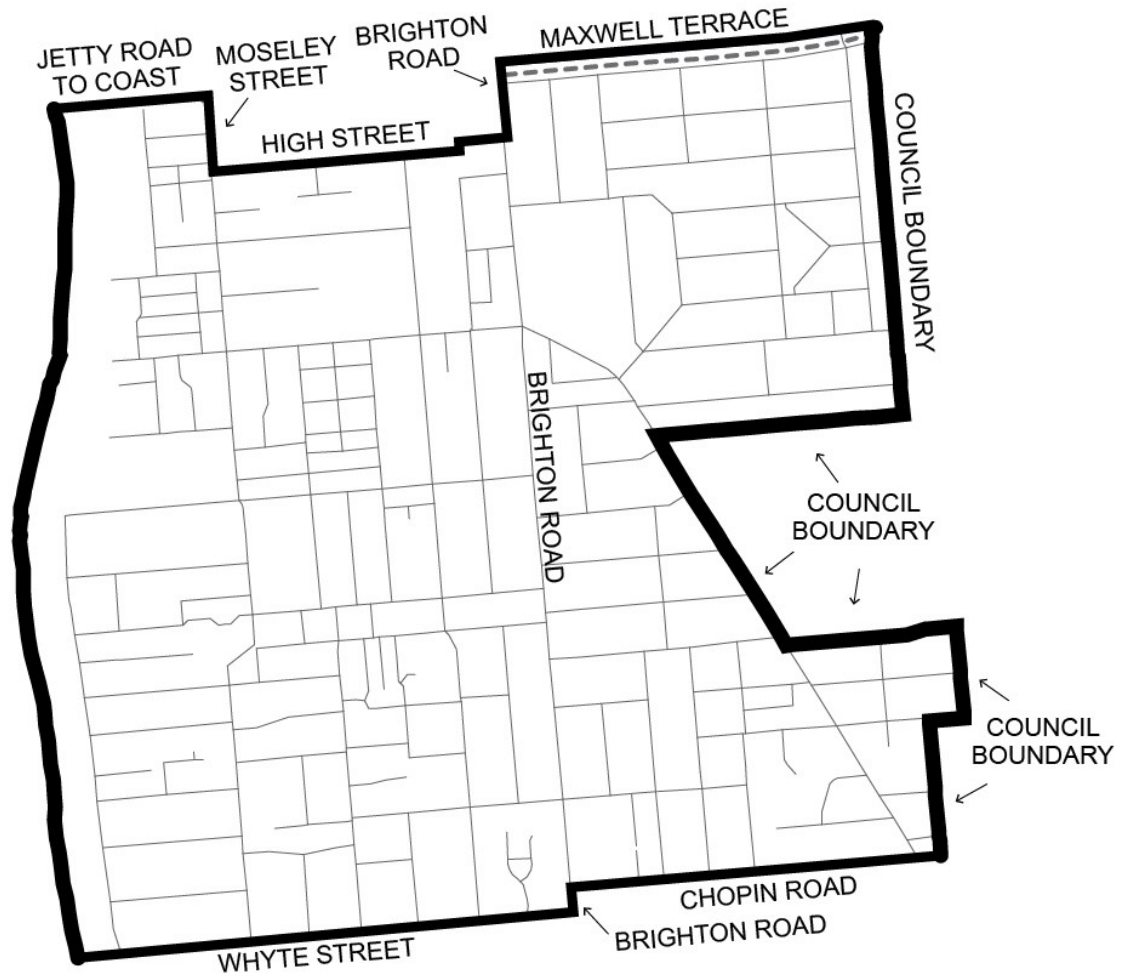 JETTY ROAD
TO COAST
MOSELEY
STREET
BRIGHTON
ROAD
MAXWELL TERRACE
HIGH STREET
COUNCIL BOUNDARY
BRIGHTON ROAD
COUNCIL
BOUNDARY
COUNCIL
BOUNDARY
CHOPIN ROAD
BRIGHTON ROAD
WHYTE STREET